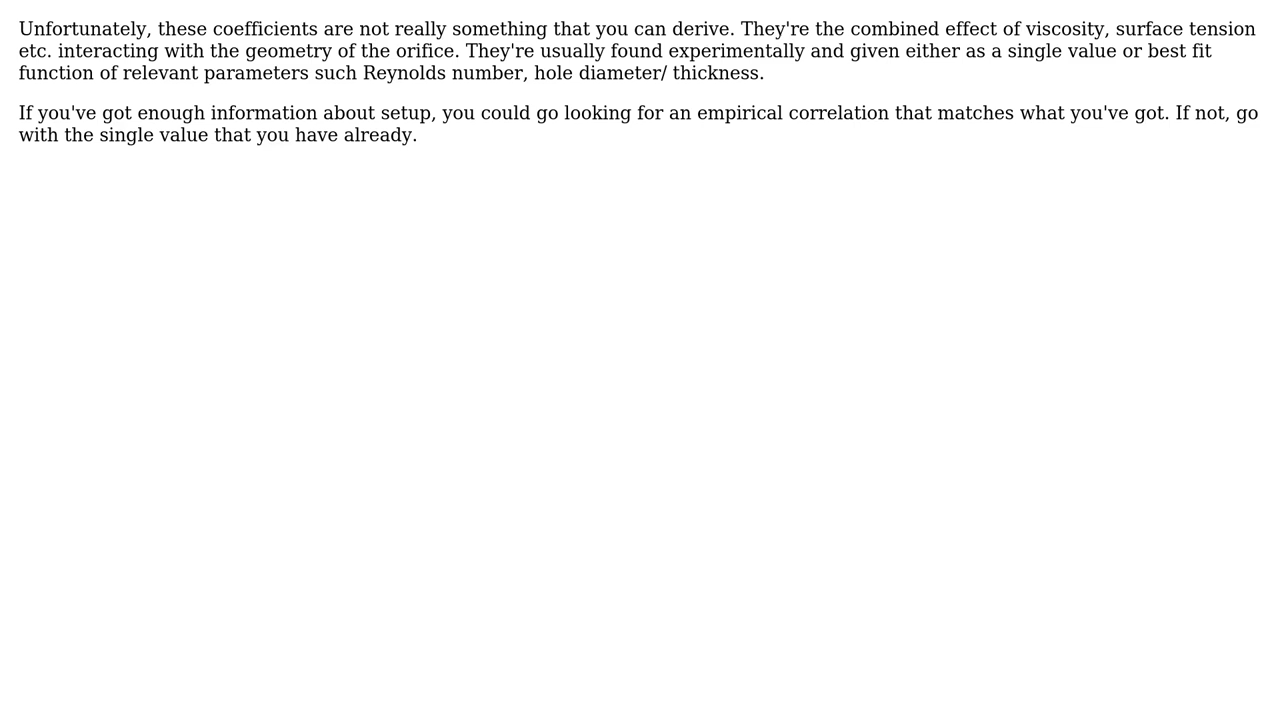 Unfortunately, these coefficients are not really something that you can derive. They're the combined effect of viscosity, surface tension
etc. interacting with the geometry of the orifice. They're usually found experimentally and given either as a single value or best fit
function of relevant parameters such Reynolds number, hole diameter/ thickness.
If you've got enough information about setup, you could go looking for an empirical correlation that matches what you've got. If not, go
with the single value that you have already.